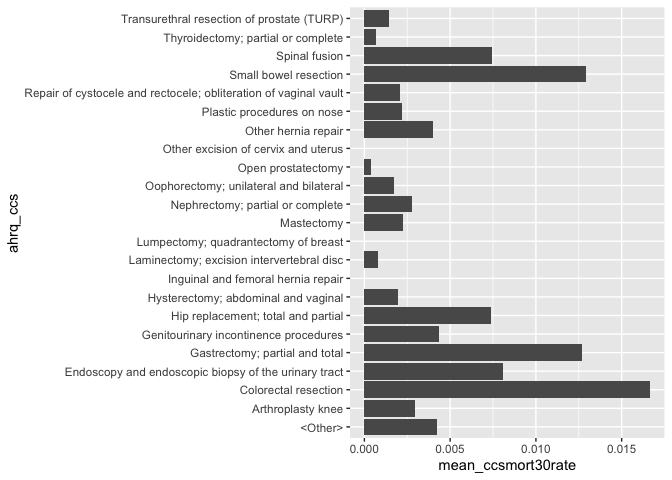 Transurethral resection of prostate (TURP)
Thyroidectomy; partial or complete
Spinal fusion
Small bowel resection
Repair of cystocele and rectocele; obliteration of vaginal vault
Plastic procedures on nose
Other hernia repair
Other excision of cervix and uterus
Open prostatectomy
Oophorectomy; unilateral and bilateral
Nephrectomy; partial or complete
Mastectomy
Lumpectomy; quadrantectomy of breast
Laminectomy; excision intervertebral disc
Inguinal and femoral hernia repair
Hysterectomy; abdominal and vaginal
Hip replacement; total and partial
Genitourinary incontinence procedures
Gastrectomy; partial and total
Endoscopy and endoscopic biopsy of the urinary tract
Colorectal resection
Arthroplasty knee
<Other>
ahrq_ccs
0.000 0.005 0.010 0.015
mean_ccsmort30rate